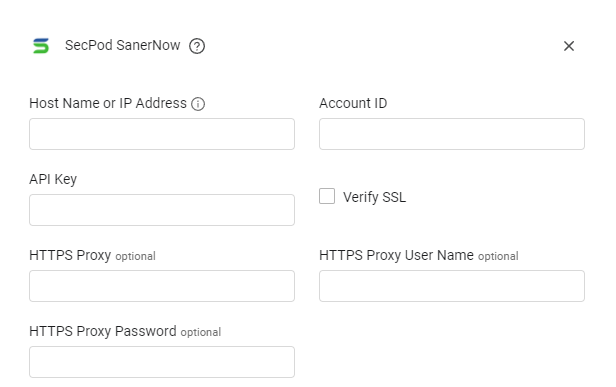 SecPod SanerNow
Host Name or IP Address
Account ID
API Key
Verify SSL
HTTPS Proxy optional
HTTPS Proxy User Name optional
HTTPS Proxy Password optional